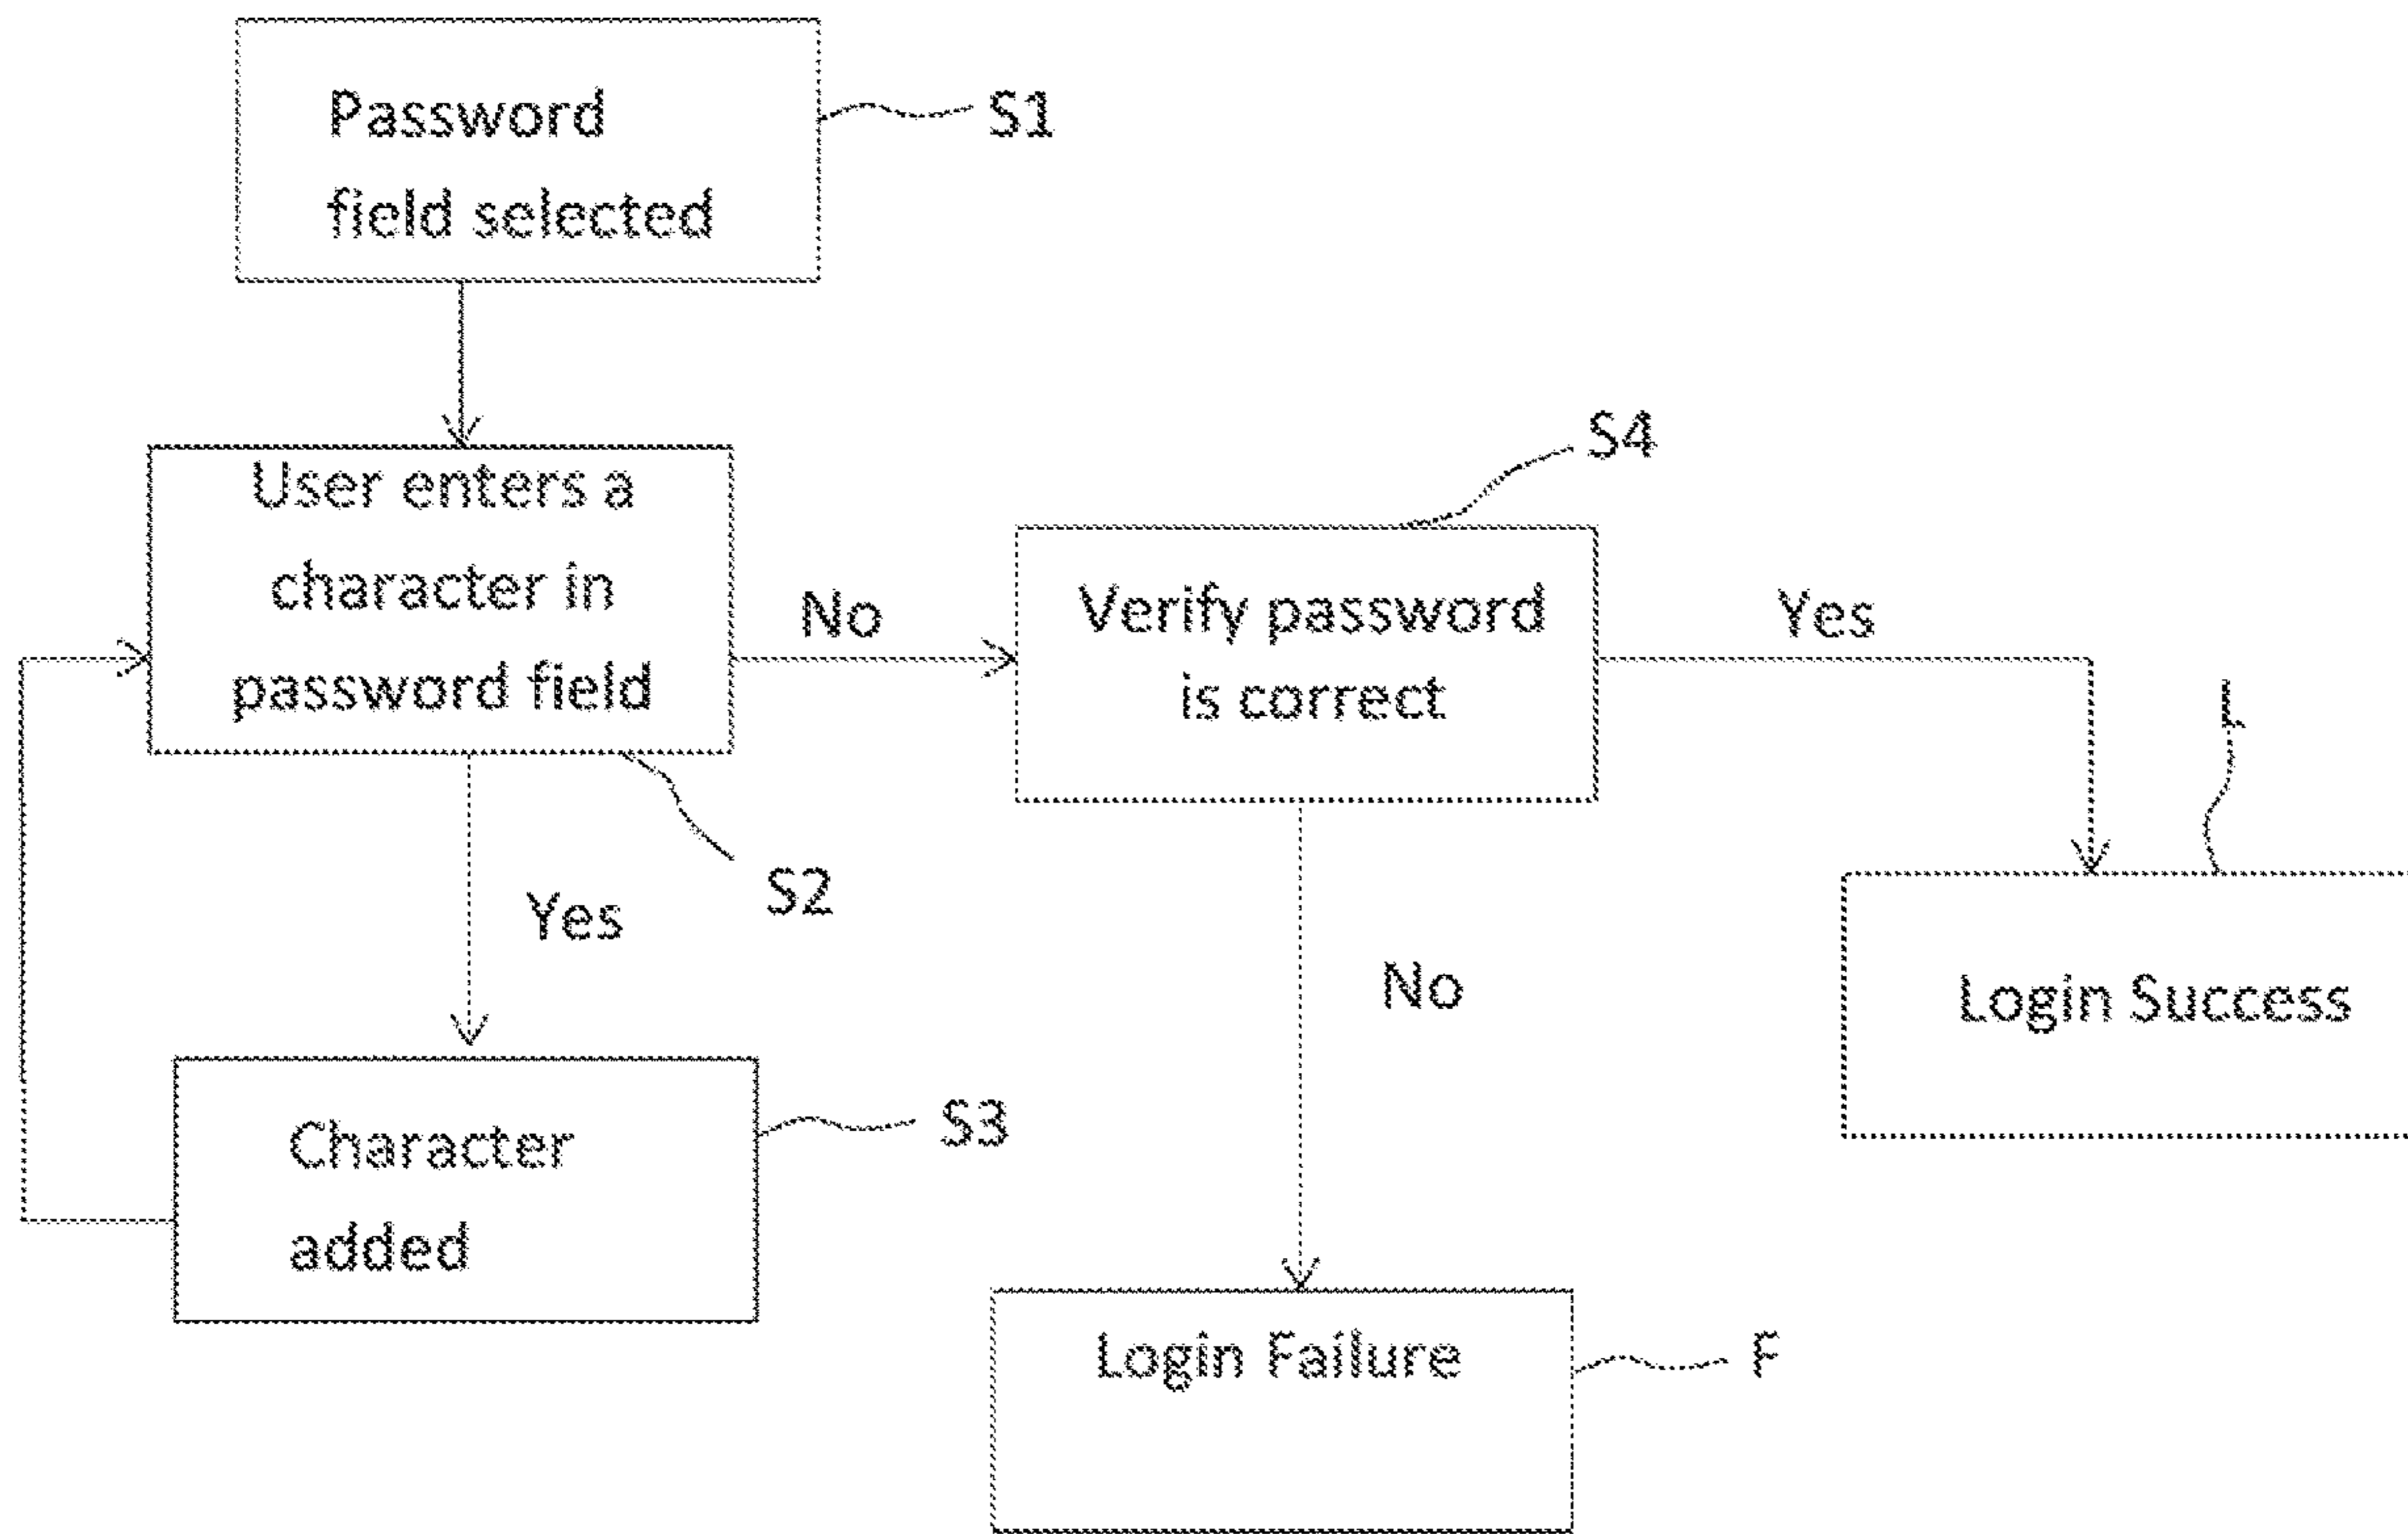 Password
field selected
S1
User enters a
character in
password field
S2
No
Verify password
is correct
S4
Yes
L
Login Success
Yes
Character
added
S3
No
Login Failure
F